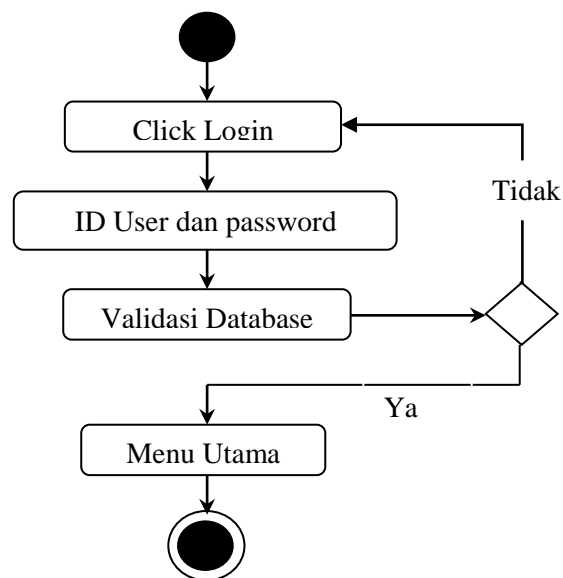 Click Login
Tidak
ID User dan password
Validasi Database
Ya
Menu Utama